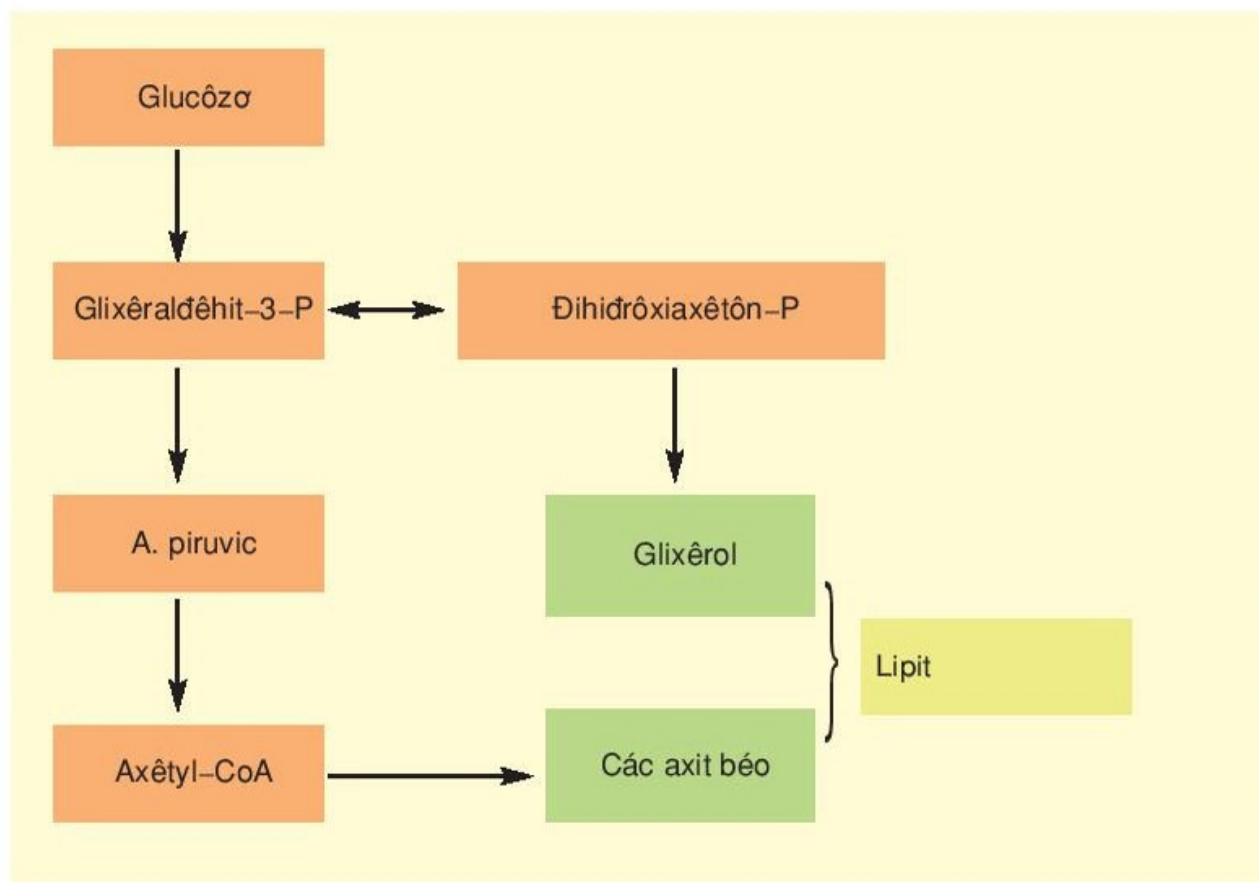 Glucôzơ
Glixêralđêhit–3–P
Đihiđrôxiaxêtôn–P
A. piruvic
Glixêrol
Lipit
Axêtyl–CoA
Các axit béo